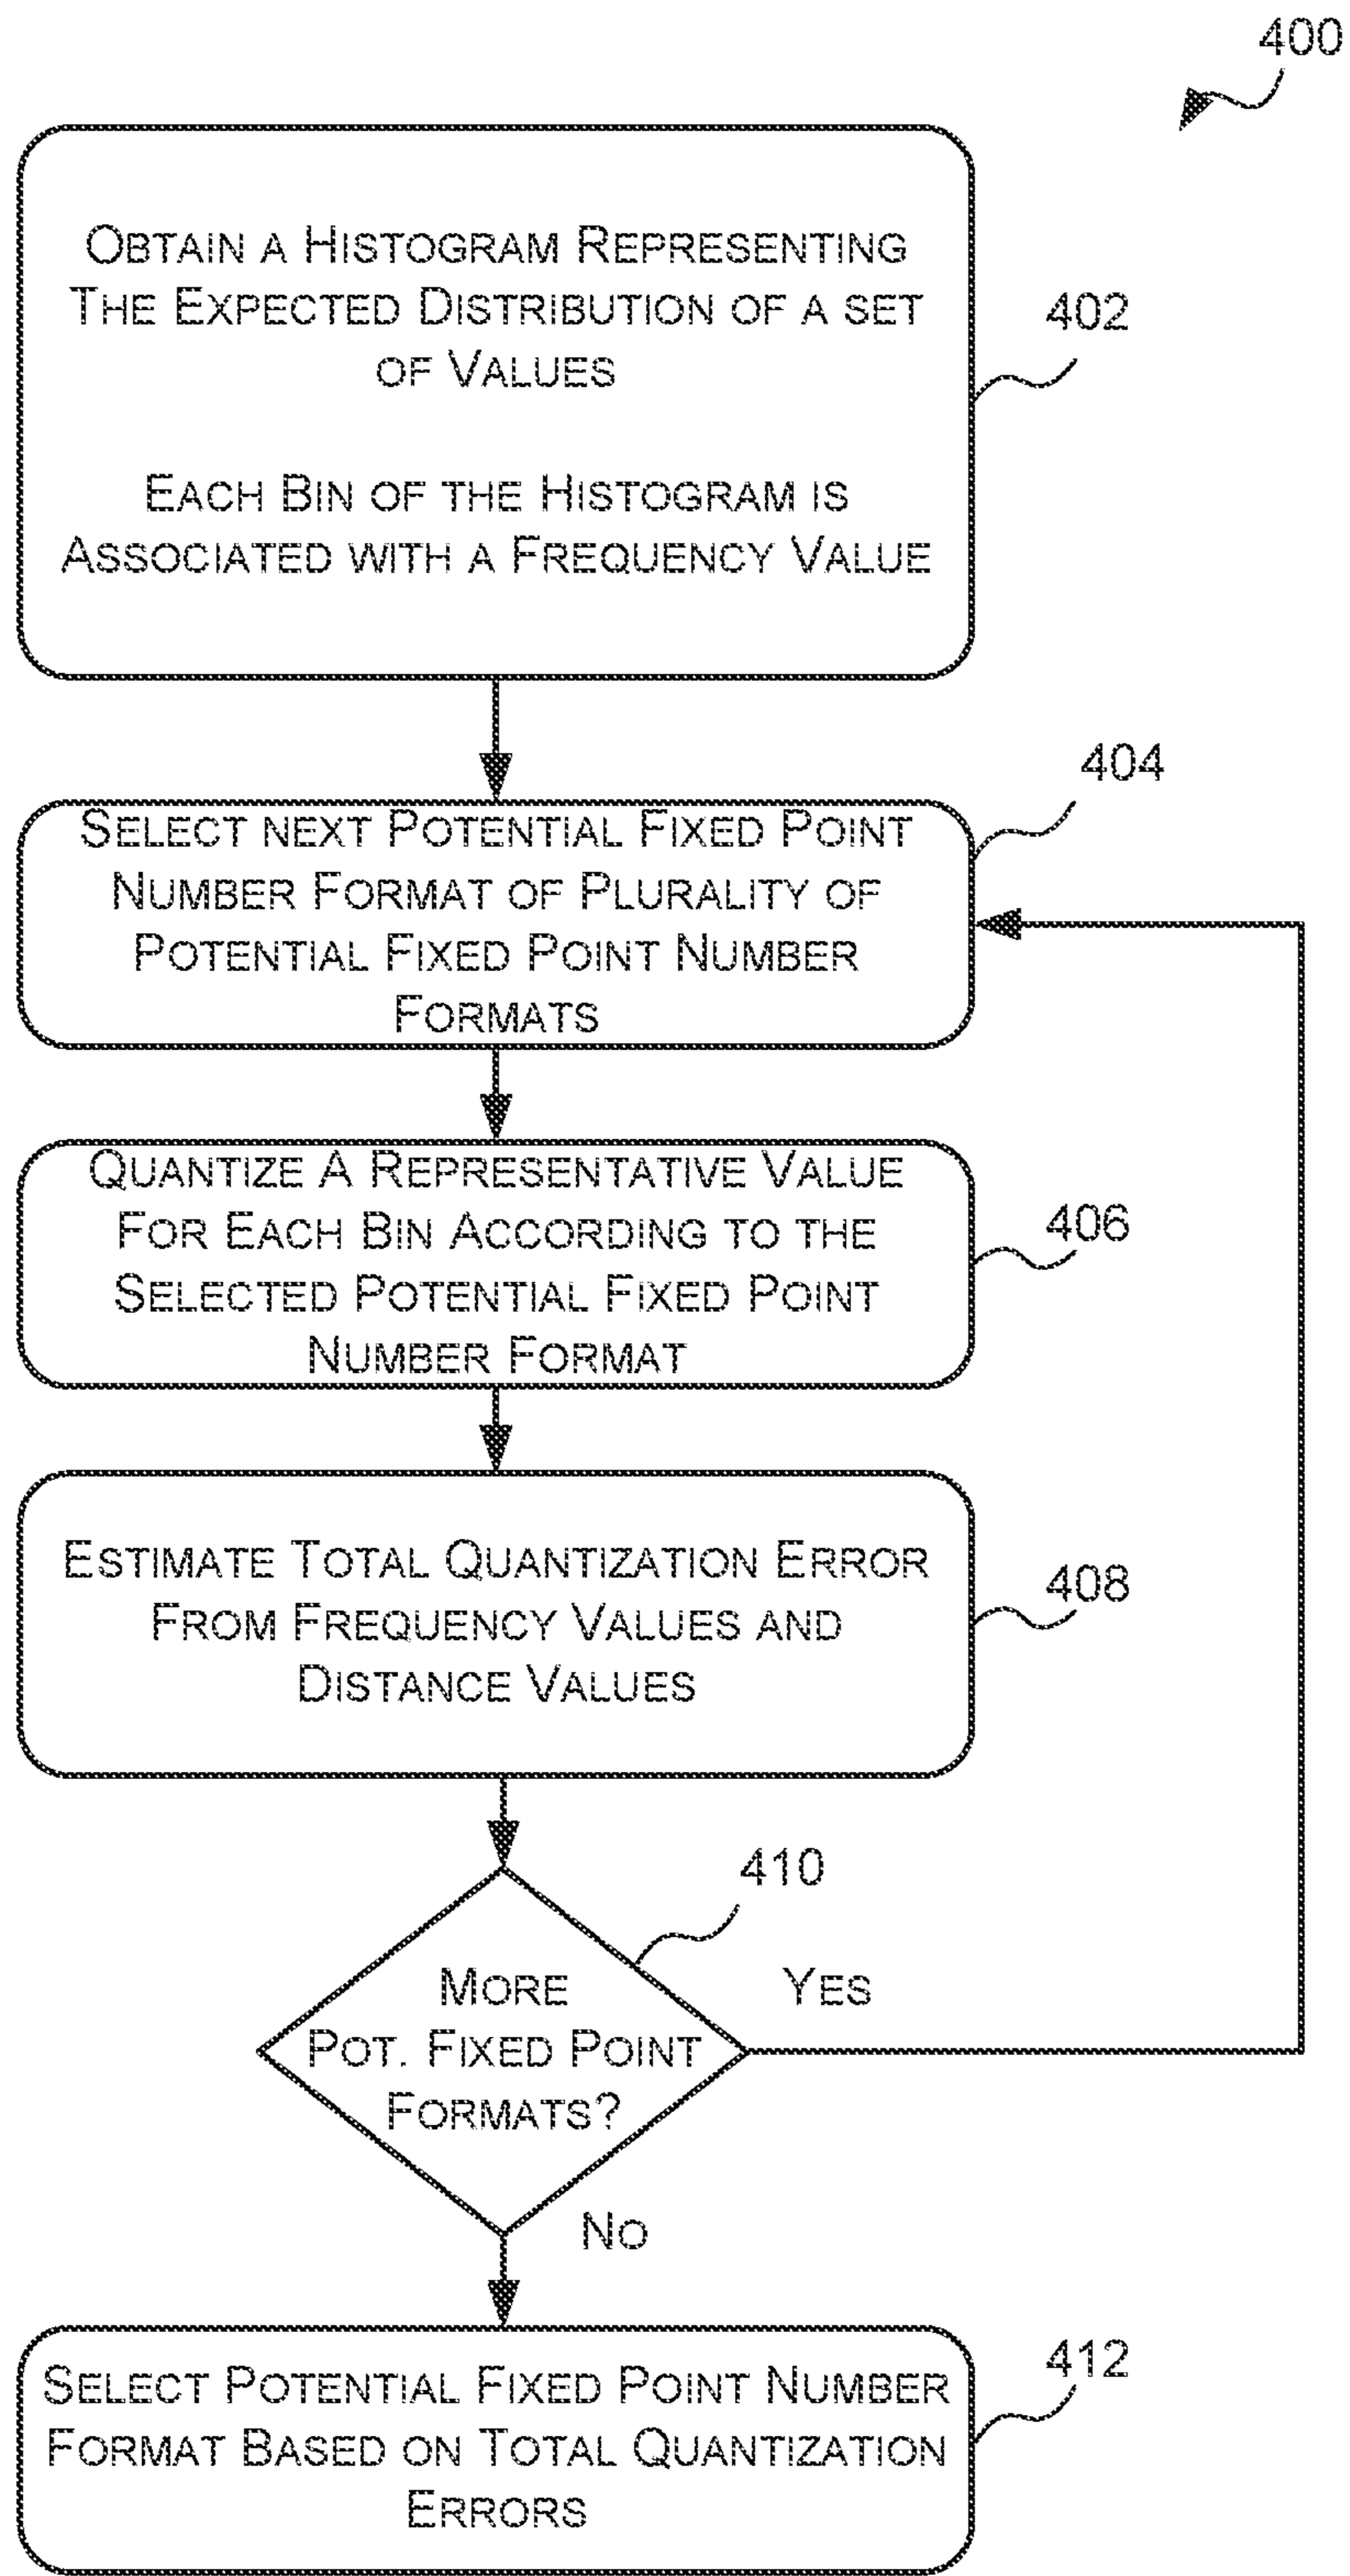 400
OBTAIN A HISTOGRAM REPRESENTING
THE EXPECTED DISTRIBUTION OF A SET
OF VALUES
EACH BIN OF THE HISTOGRAM IS
ASSOCIATED WITH A FREQUENCY VALUE
402
404
SELECT NEXT POTENTIAL FIXED POINT
NUMBER FORMAT OF PLURALITY OF
POTENTIAL FIXED POINT NUMBER
FORMATS
QUANTIZE A REPRESENTATIVE VALUE
FOR EACH BIN ACCORDING TO THE
SELECTED POTENTIAL FIXED POINT
NUMBER FORMAT
406
ESTIMATE TOTAL QUANTIZATION ERROR
FROM FREQUENCY VALUES AND
DISTANCE VALUES
408
410
MORE
POT. FIXED POINT
FORMATS?
YES
NO
SELECT POTENTIAL FIXED POINT NUMBER
FORMAT BASED ON TOTAL QUANTIZATION
ERRORS
412